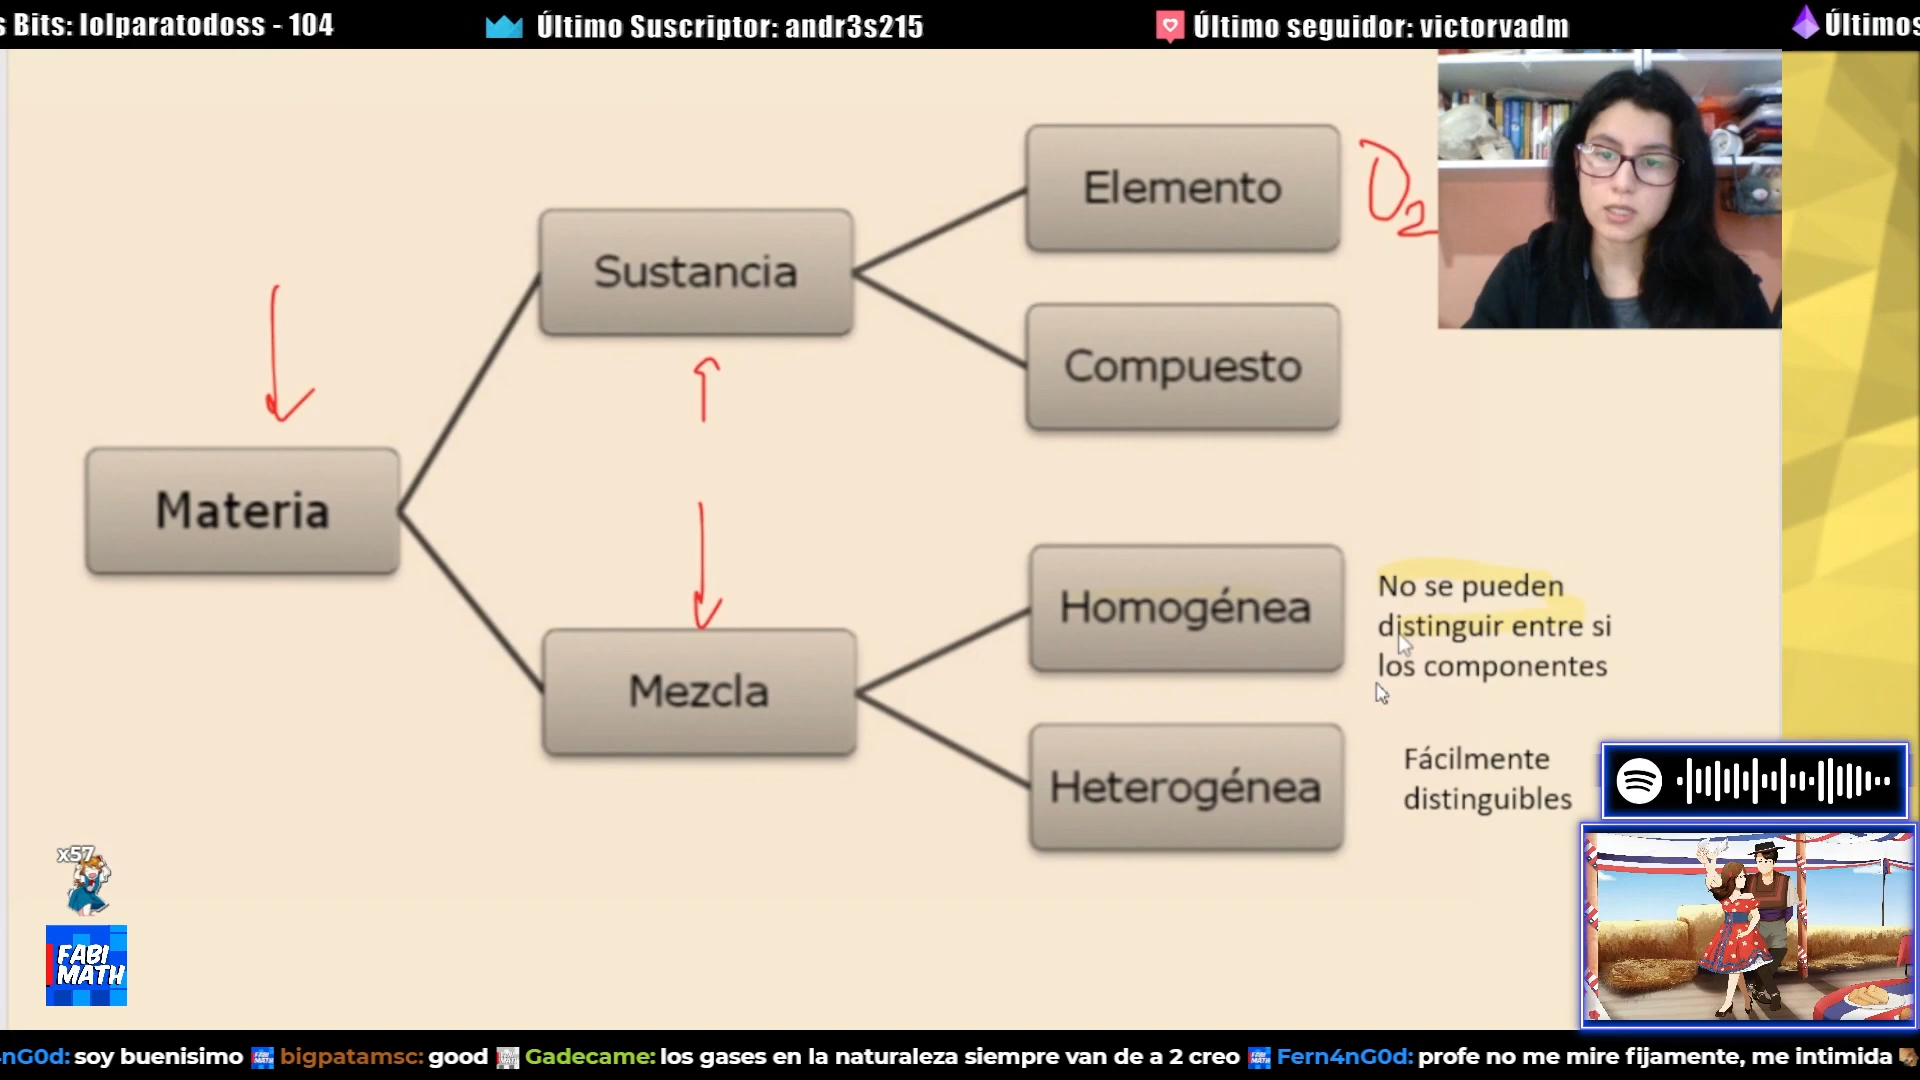 s Bits: lolparatodoss - 104
Último Suscriptor: andr3s215
Último seguidor: victorvadm
Últimos
Elemento
O2
Sustancia
Compuesto
Materia
Homogénea
No se pueden
distinguir entre si
los componentes
Mezcla
Heterogénea
Fácilmente
distinguibles
x57
FABI
MATH
nG0d: soy buenisimo bigpatamsc: good Gadecame: los gases en la naturaleza siempre van de a 2 creo Fern4nG0d: profe no me mire fijamente, me intimida